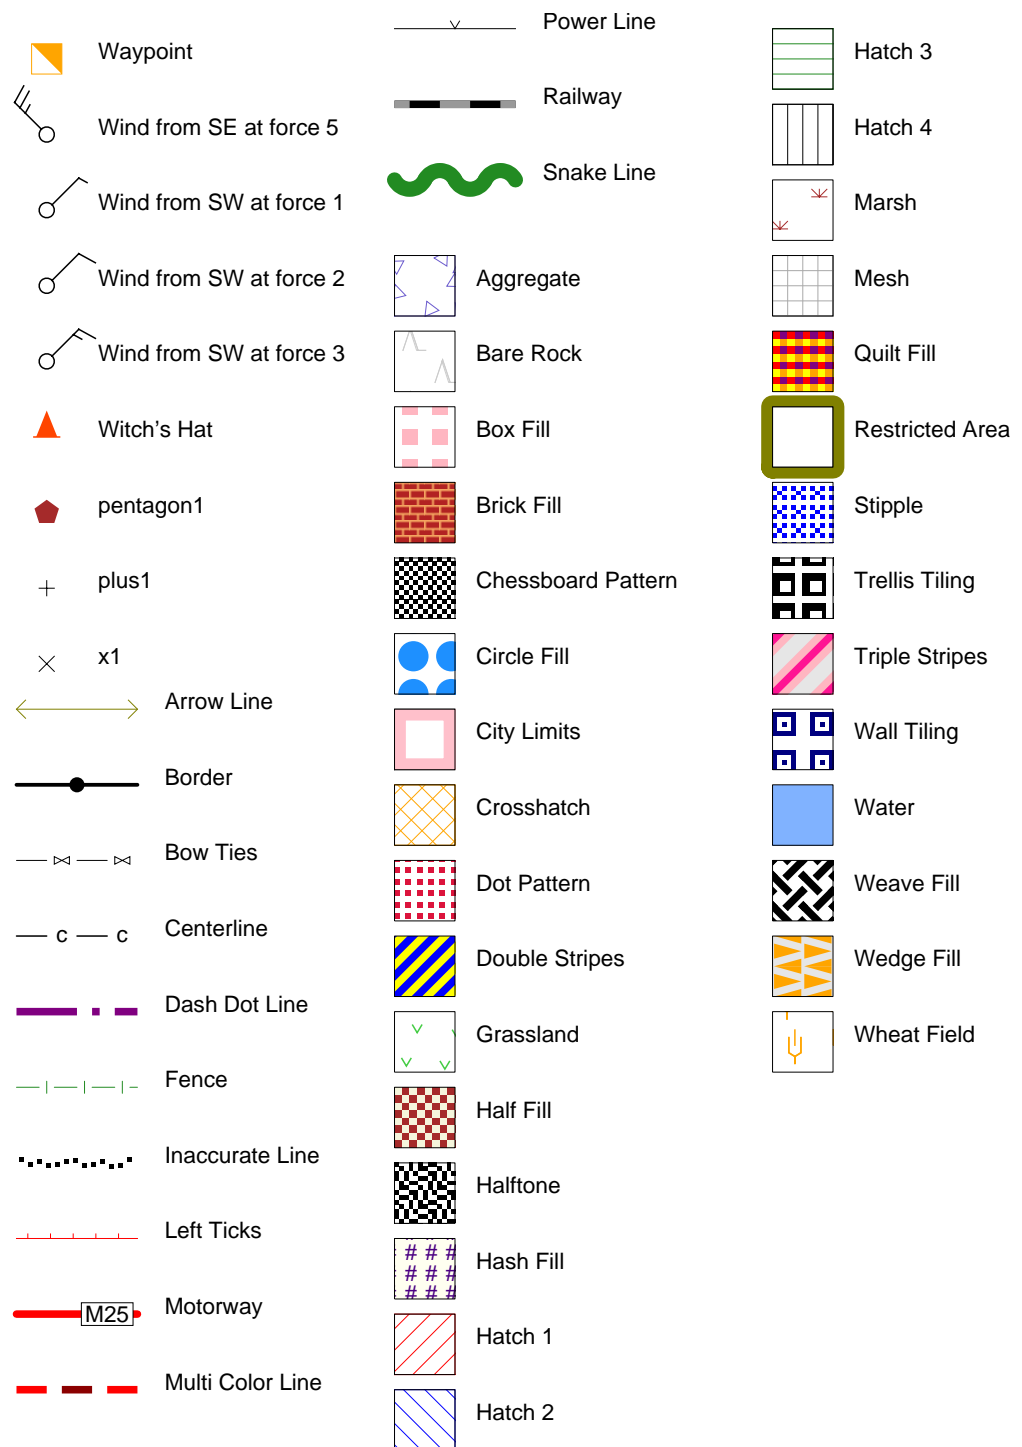 Waypoint
Wind from SE at force 5
Wind from SW at force 1
Wind from SW at force 2
Wind from SW at force 3
Witch's Hat
pentagon1
plus1
x1
Arrow Line
Border
Bow Ties
C C Centerline
Dash Dot Line
Fence
Inaccurate Line
Left Ticks
M25 Motorway
Multi Color Line
Power Line
Railway
Snake Line
Aggregate
Bare Rock
Box Fill
Brick Fill
Chessboard Pattern
Circle Fill
City Limits
Crosshatch
Dot Pattern
Double Stripes
Grassland
Half Fill
Halftone
# # #
# # # Hash Fill
# # #
Hatch 1
Hatch 2
Hatch 3
Hatch 4
Marsh
Mesh
Quilt Fill
Restricted Area
Stipple
Trellis Tiling
Triple Stripes
Wall Tiling
Water
Weave Fill
Wedge Fill
Wheat Field